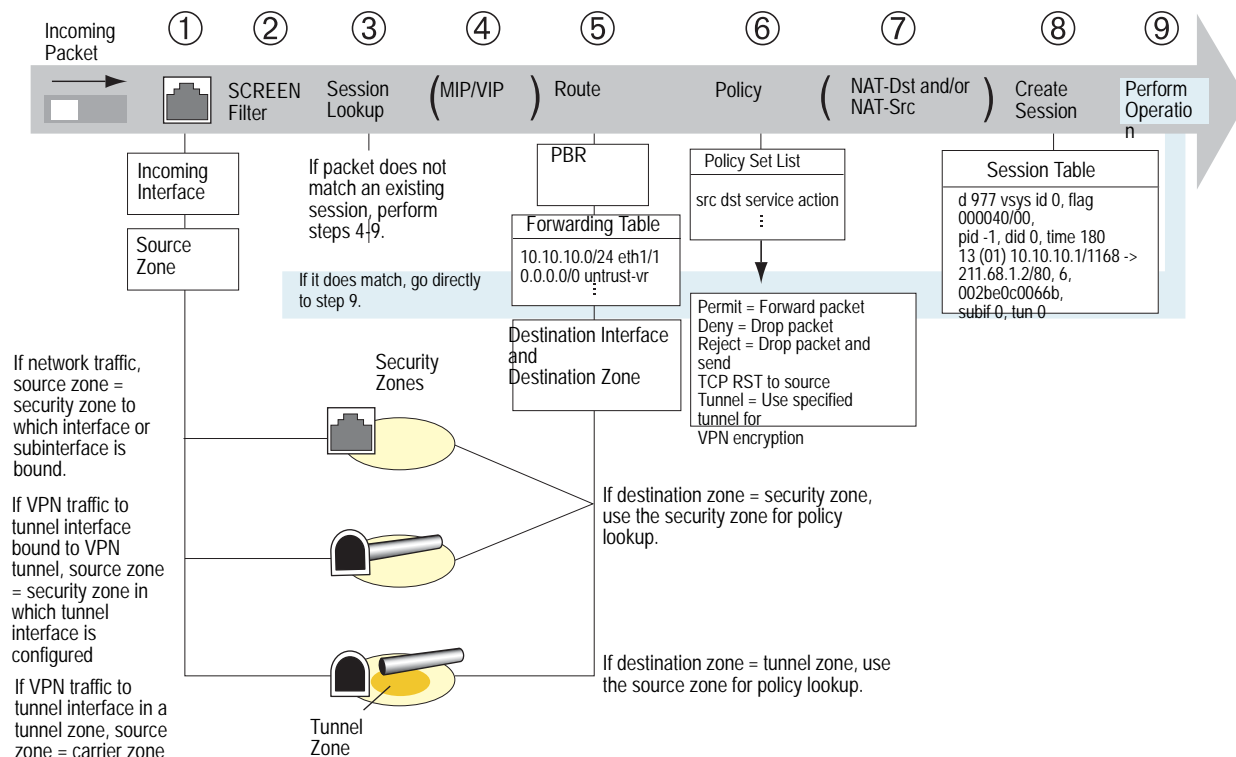 Incoming
Packet
① ② ③ ④ ⑤ ⑥ ⑦ ⑧ ⑨
SCREEN
Filter
Session
Lookup
(MIP/VIP)
Route
Policy
( NAT-Dst and/or
NAT-Src )
Create
Session
Perform
Operatio
n
Incoming
Interface
Source
Zone
If packet does not
match an existing
session, perform
steps 4-9.
If it does match, go directly
to step 9.
PBR
Forwarding Table
10.10.10.0/24 eth1/1
0.0.0.0/0 untrust-vr
⋮
Destination Interface
and
Destination Zone
Policy Set List
src dst service action
⋮
Permit = Forward packet
Deny = Drop packet
Reject = Drop packet and
send
TCP RST to source
Tunnel = Use specified
tunnel for
VPN encryption
Session Table
d 977 vsys id 0, flag
000040/00,
pid -1, did 0, time 180
13 (01) 10.10.10.1/1168 ->
211.68.1.2/80, 6,
002be0c0066b,
subif 0, tun 0
If network traffic,
source zone =
security zone to
which interface or
subinterface is
bound.
If VPN traffic to
tunnel interface
bound to VPN
tunnel, source zone
= security zone in
which tunnel
interface is
configured
If VPN traffic to
tunnel interface in a
tunnel zone, source
zone = carrier zone
Security
Zones
Tunnel
Zone
If destination zone = security zone,
use the security zone for policy
lookup.
If destination zone = tunnel zone, use
the source zone for policy lookup.